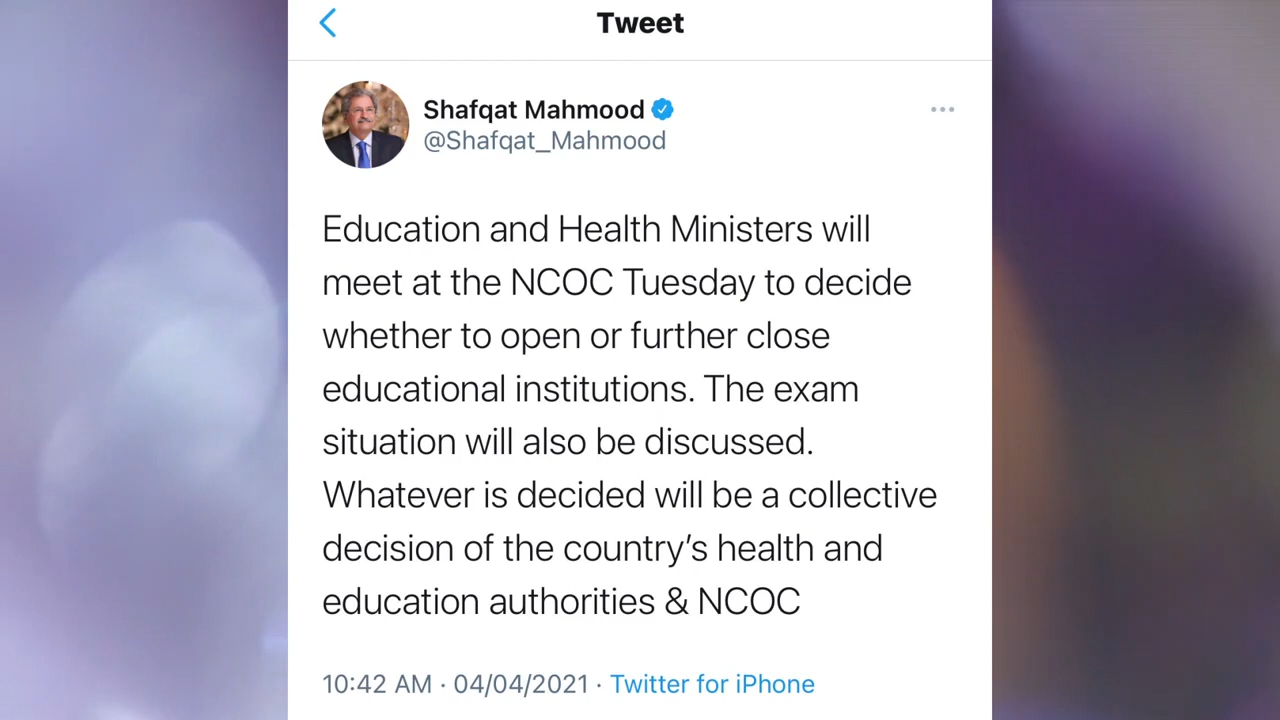 Tweet
Shafqat Mahmood
@Shafqat_Mahmood
Education and Health Ministers will
meet at the NCOC Tuesday to decide
whether to open or further close
educational institutions. The exam
situation will also be discussed.
Whatever is decided will be a collective
decision of the country’s health and
education authorities & NCOC
10:42 AM · 04/04/2021 · Twitter for iPhone